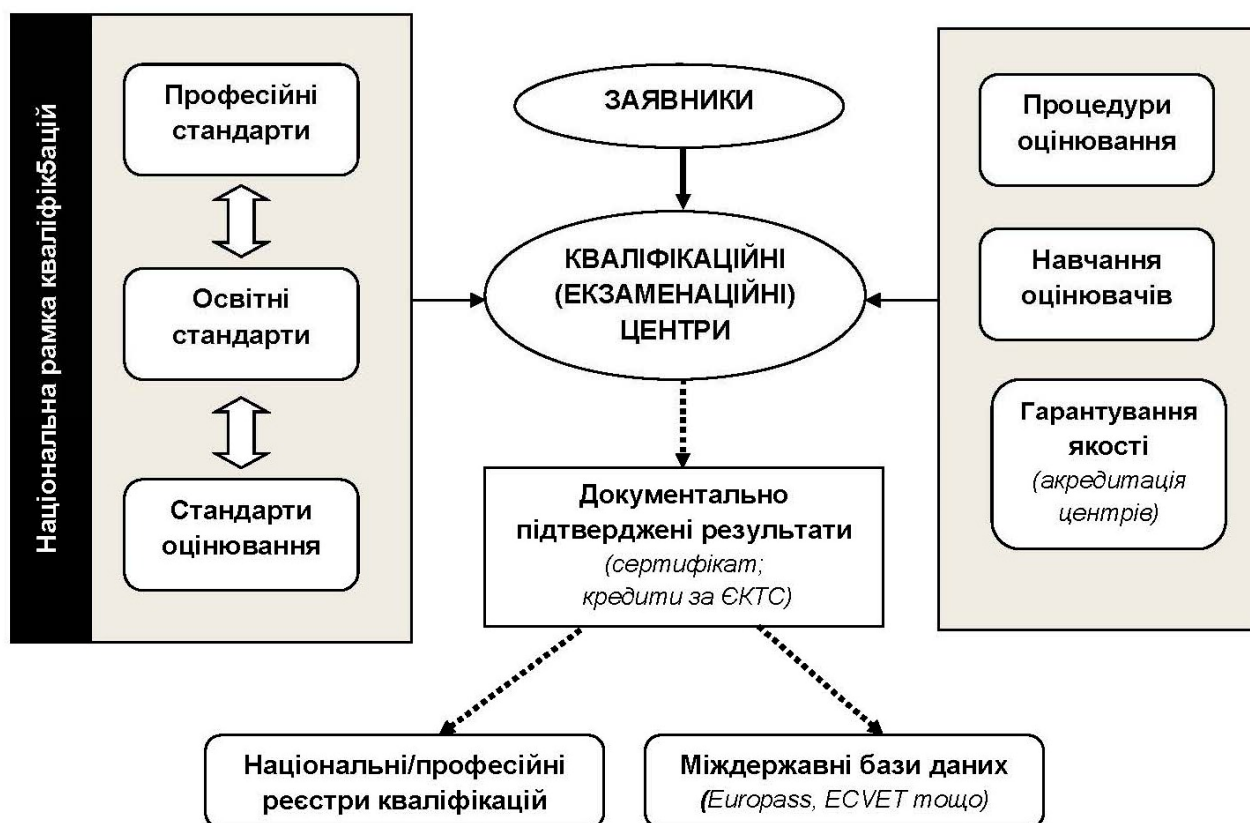 Національна рамка кваліфік5ацій
Професійні
стандарти
Освітні
стандарти
Стандарти
оцінювання
ЗАЯВНИКИ
КВАЛІФІКАЦІЙНІ
(ЕКЗАМЕНАЦІЙНІ)
ЦЕНТРИ
Документально
підтверджені результати
(сертифікат;
кредити за ЄКТС)
Процедури
оцінювання
Навчання
оцінювачів
Гарантування
якості
(акредитація
центрів)
Національні/професійні
реєстри кваліфікацій
Міждержавні бази даних
(Europass, ECVET тощо)